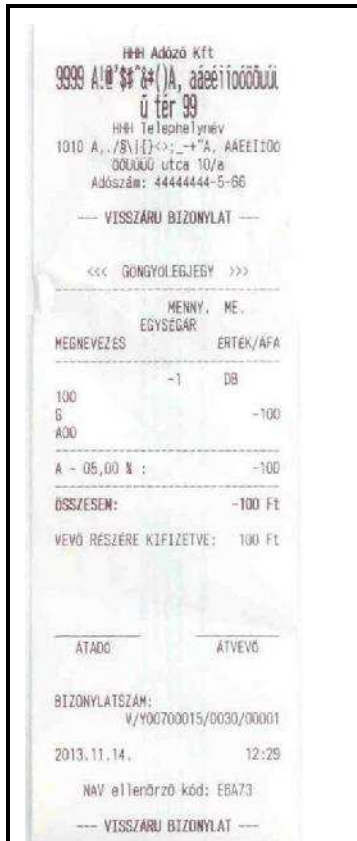 HHH Adózó Kft
9999 A!@'$‡^&*()A, aáeéiíoóöőuúü
ű tér 99
HHH Telephelynév
1010 A,./$\|{}<>:_-+"A, AÁEÉIÍOÓ
ÖŐUÚÜŰ utca 10/a
Adószám: 44444444-5-66
--- VISSZÁRU BIZONYLAT ---
<<< GÖNGYÖLEGJEGY >>>
MENNY. ME.
EGYSÉGÁR
MEGNEVEZÉS ÉRTÉK/ÁFA
-1 DB
100
G -100
A00
A - 05,00 % : -100
ÖSSZESEN: -100 Ft
VEVŐ RÉSZÉRE KIFIZETVE: 100 Ft
ÁTADÓ ÁTVEVŐ
BIZONYLATSZÁM:
V/Y00700015/0030/00001
2013.11.14. 12:29
NAV ellenőrző kód: E6A73
--- VISSZÁRU BIZONYLAT ---